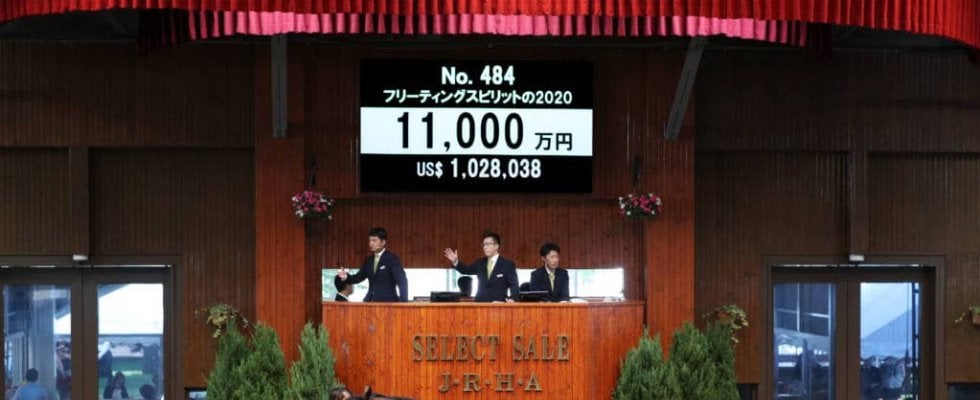 No. 484
フリーティングスピリットの2020
11,000 万円
US$ 1,028,038
SELECT SALE
J・R・H・A